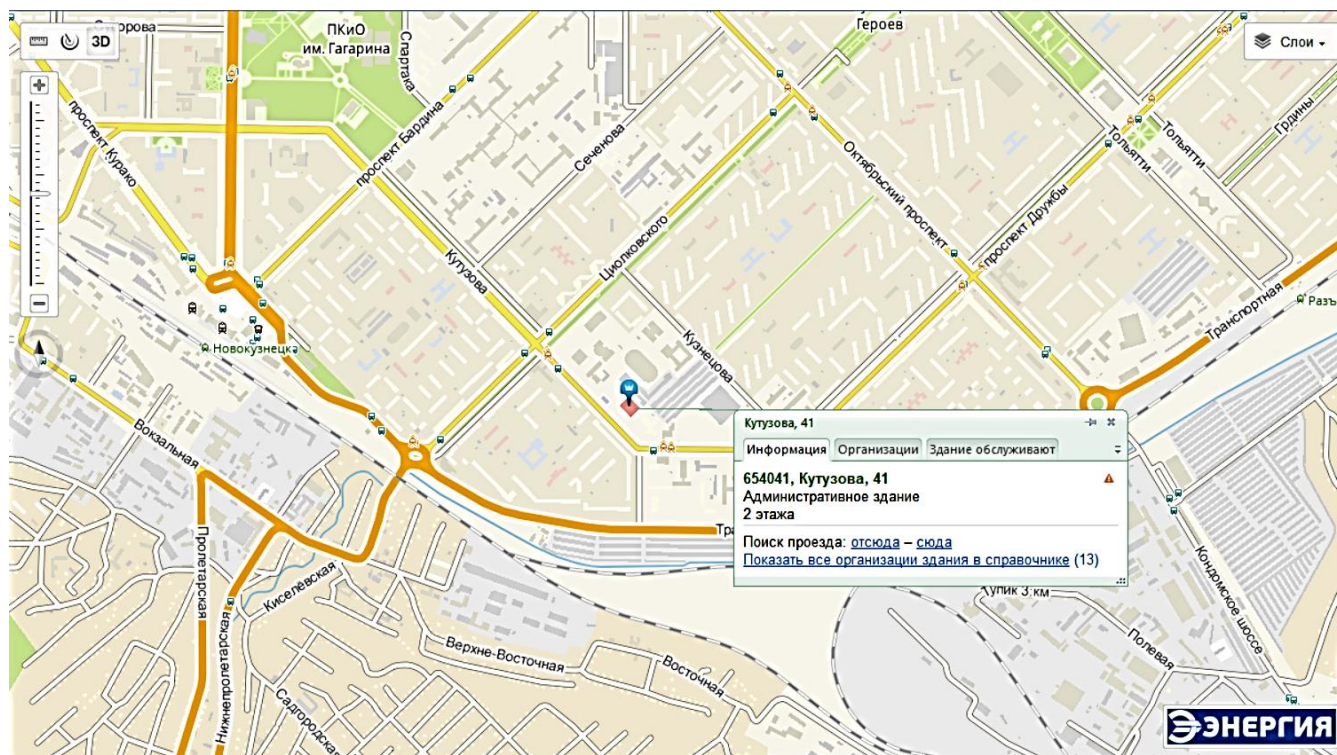 ПКиО
им. Гагарина
Спартака
Героев
3D
Слои
проспект Курако
проспект Бардина
Сеченова
Октябрьский проспект
Тольятти
Тольятти
Грдины
Кутузова
Циолковского
проспект Дружбы
Транспортная
Разъ
Новокузнецк
Кузнецова
Вокзальная
Кутузова, 41
Информация
Организации
Здание обслуживают
654041, Кутузова, 41
Административное здание
2 этажа
Поиск проезда: отсюда – сюда
Показать все организации здания в справочнике (13)
Тра
Пролетарская
Киселёвская
Нижнепролетарская
Садгородская
Верхне-Восточная
Восточная
Тупик 3 км
Полевая
Кондомское шоссе
ЭНЕРГИЯ